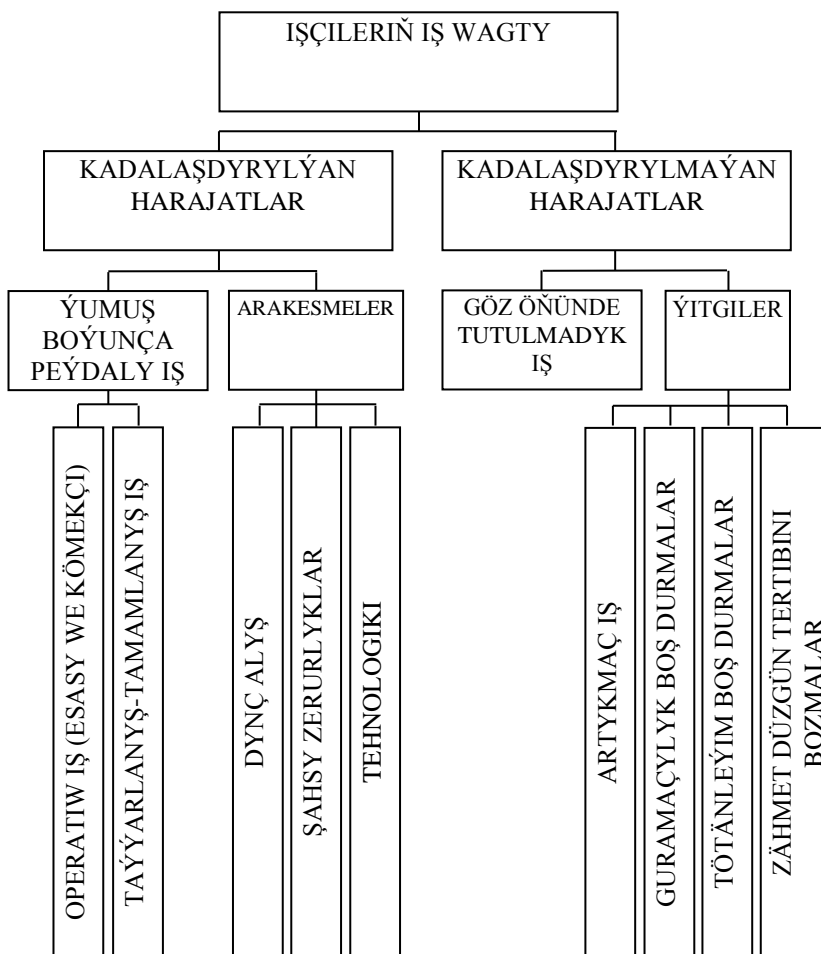 IŞÇILERIŇ IŞ WAGTY
KADALAŞDYRYLÝAN
HARAJATLAR
KADALAŞDYRYLMAÝAN
HARAJATLAR
ÝUMUŞ
BOÝUNÇA
PEÝDALY IŞ
ARAKESMELER
GÖZ ÖŇÜNDE
TUTULMADYK
IŞ
ÝITGILER
OPERATIW IŞ (ESASY WE KÖMEKÇI)
TAÝÝARLANYŞ-TAMAMLANYŞ IŞ
DYNÇ ALYŞ
ŞAHSY ZERURLYKLAR
TEHNOLOGIKI
ARTYKMAÇ IŞ
GURAMAÇYLYK BOŞ DURMALAR
TÖTÄNLEÝIM BOŞ DURMALAR
ZÄHMET DÜZGÜN TERTIBINI
BOZMALAR